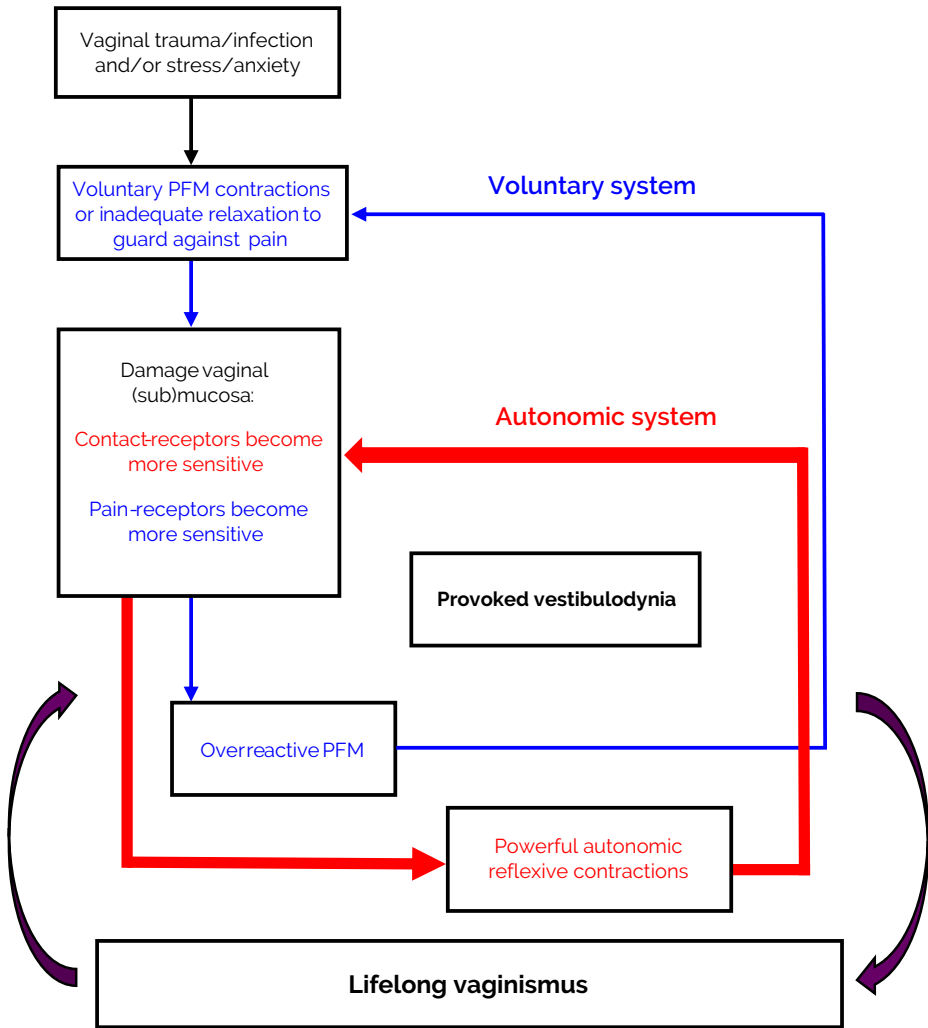 Vaginal trauma/infection
and/or stress/anxiety
Voluntary PFM contractions
or inadequate relaxation to
guard against pain
Voluntary system
Damage vaginal
(sub)mucosa:
Contact-receptors become
more sensitive
Pain-receptors become
more sensitive
Autonomic system
Provoked vestibulodynia
Overreactive PFM
Powerful autonomic
reflexive contractions
Lifelong vaginismus